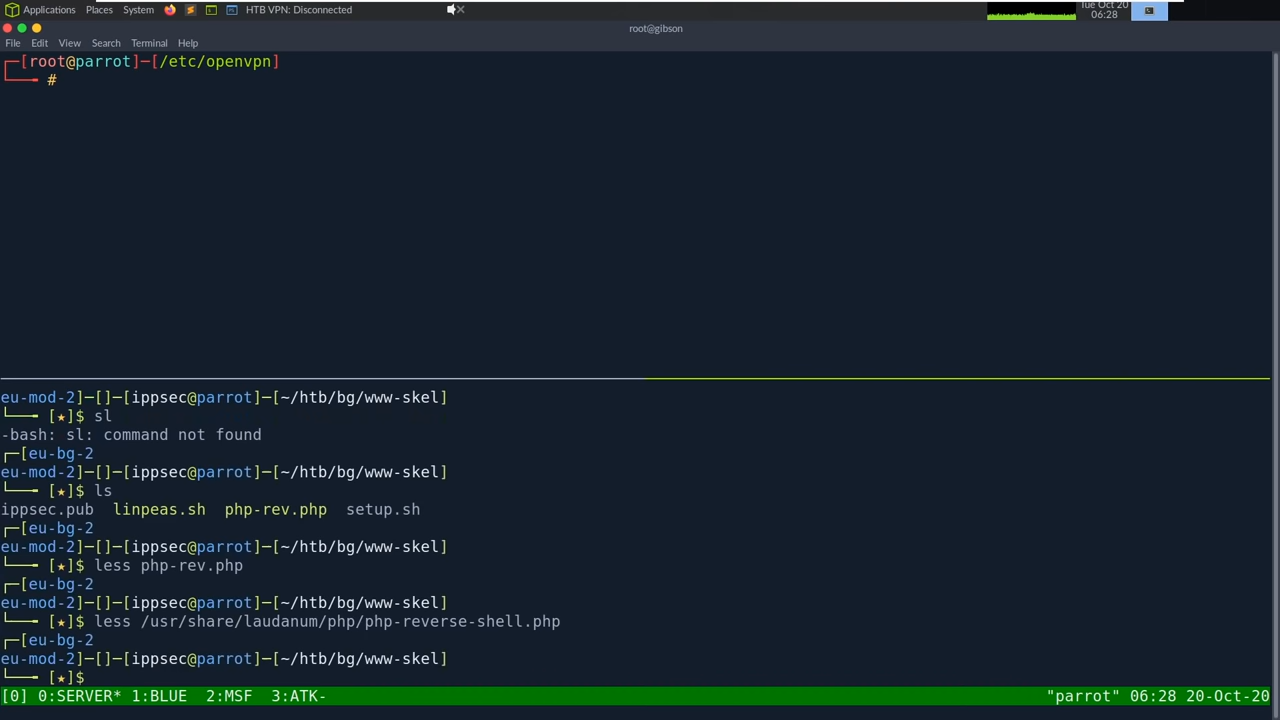 Applications Places System HTB VPN: Disconnected Tue Oct 20
06:28
root@gibson
File Edit View Search Terminal Help
┌─[root@parrot]─[/etc/openvpn]
└──╼ #
eu-mod-2]─[]─[ippsec@parrot]─[~/htb/bg/www-skel]
└──╼ [★]$ sl
-bash: sl: command not found
┌─[eu-bg-2
eu-mod-2]─[]─[ippsec@parrot]─[~/htb/bg/www-skel]
└──╼ [★]$ ls
ippsec.pub linpeas.sh php-rev.php setup.sh
┌─[eu-bg-2
eu-mod-2]─[]─[ippsec@parrot]─[~/htb/bg/www-skel]
└──╼ [★]$ less php-rev.php
┌─[eu-bg-2
eu-mod-2]─[]─[ippsec@parrot]─[~/htb/bg/www-skel]
└──╼ [★]$ less /usr/share/laudanum/php/php-reverse-shell.php
┌─[eu-bg-2
eu-mod-2]─[]─[ippsec@parrot]─[~/htb/bg/www-skel]
└──╼ [★]$
[0] 0:SERVER* 1:BLUE 2:MSF 3:ATK- "parrot" 06:28 20-Oct-20